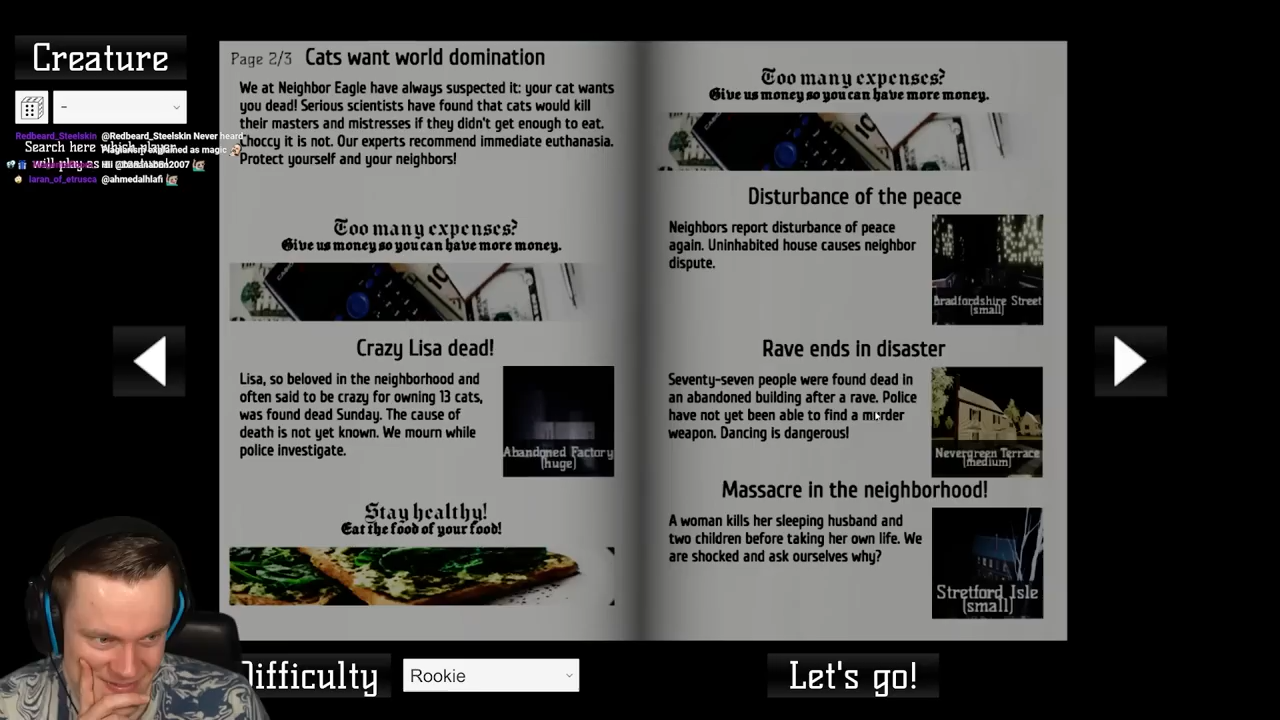 Creature
-
Redbeard_Steelskin @Redbeard_Steelskin Never heard
Search here which player
will play as
@ahmedalhlafi
laran_of_etrusca
Page 2/3 Cats want world domination
We at Neighbor Eagle have always suspected it: your cat wants
you dead! Serious scientists have found that cats would kill
their masters and mistresses if they didn't get enough to eat.
Choccy it is not. Our experts recommend immediate euthanasia.
Protect yourself and your neighbors!
Too many expenses?
Give us money so you can have more money.
Crazy Lisa dead!
Lisa, so beloved in the neighborhood and
often said to be crazy for owning 13 cats,
was found dead Sunday. The cause of
death is not yet known. We mourn while
police investigate.
Abandoned Factory
(huge)
Stay healthy!
Eat the food of your food!
Too many expenses?
Give us money so you can have more money.
Disturbance of the peace
Neighbors report disturbance of peace
again. Uninhabited house causes neighbor
dispute.
Bradfordshire Street
(small)
Rave ends in disaster
Seventy-seven people were found dead in
an abandoned building after a rave. Police
have not yet been able to find a murder
weapon. Dancing is dangerous!
Nevergreen Terrace
(medium)
Massacre in the neighborhood!
A woman kills her sleeping husband and
two children before taking her own life. We
are shocked and ask ourselves why?
Stretford Isle
(small)
Difficulty
Rookie
Let's go!